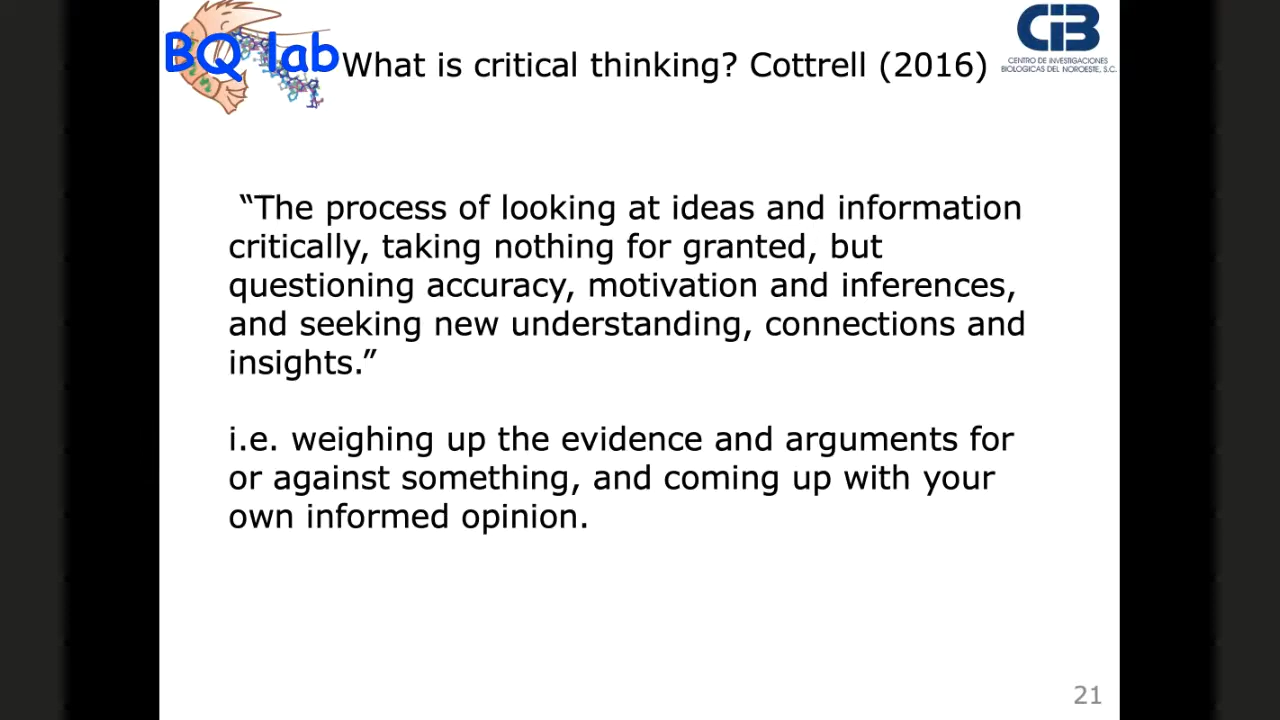 BQ lab
What is critical thinking? Cottrell (2016)
CIB
CENTRO DE INVESTIGACIONES
BIOLÓGICAS DEL NOROESTE, S.C.
“The process of looking at ideas and information
critically, taking nothing for granted, but
questioning accuracy, motivation and inferences,
and seeking new understanding, connections and
insights.”
i.e. weighing up the evidence and arguments for
or against something, and coming up with your
own informed opinion.
21